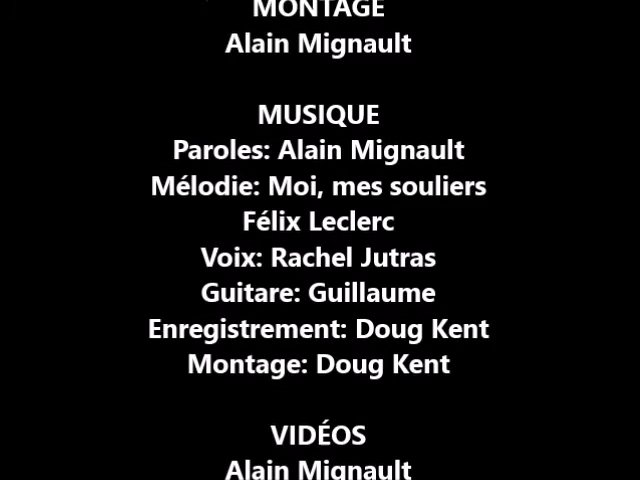 MONTAGE
Alain Mignault
MUSIQUE
Paroles: Alain Mignault
Mélodie: Moi, mes souliers
Félix Leclerc
Voix: Rachel Jutras
Guitare: Guillaume
Enregistrement: Doug Kent
Montage: Doug Kent
VIDÉOS
Alain Mignault